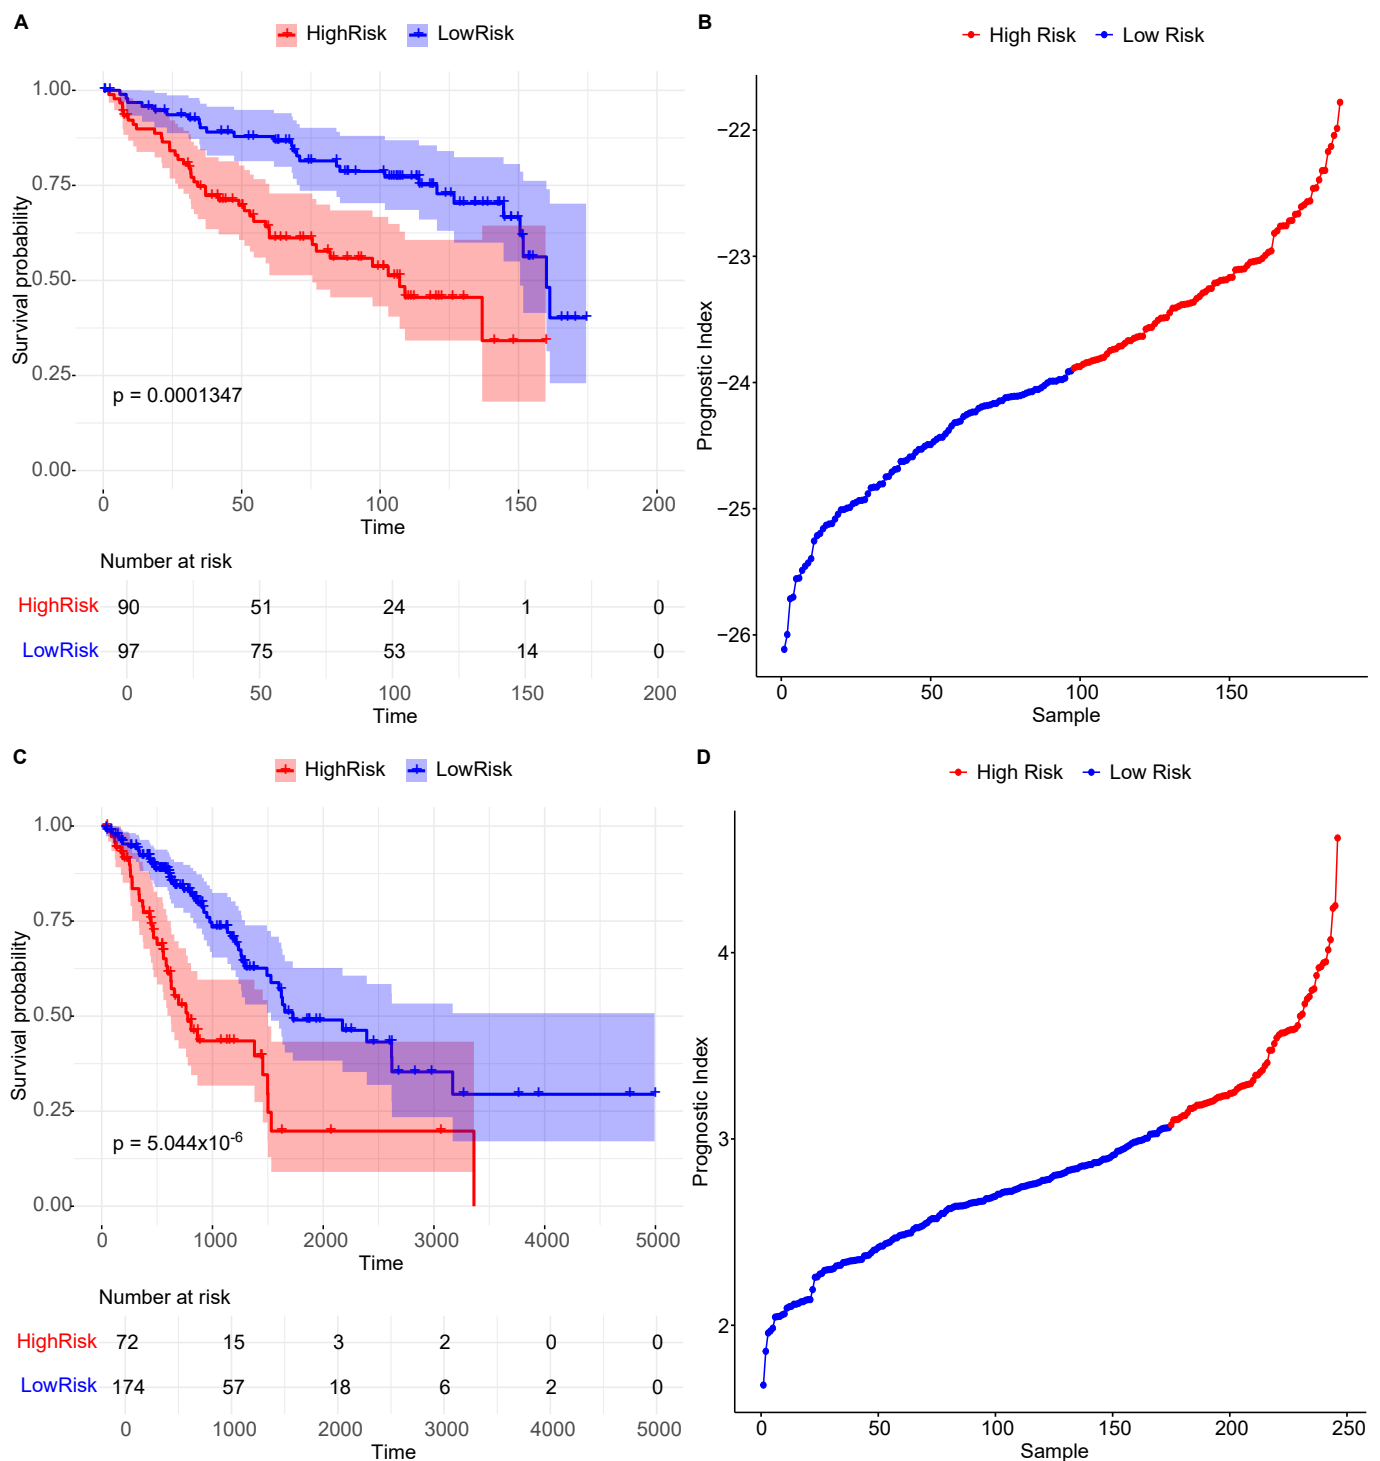 A
HighRisk LowRisk
Survival probability
1.00
0.75
0.50
0.25
0.00
p = 0.0001347
0 50 100 150 200
Time
Number at risk
HighRisk 90 51 24 1 0
LowRisk 97 75 53 14 0
0 50 100 150 200
Time
B
High Risk Low Risk
Prognostic Index
−22
−23
−24
−25
−26
0 50 100 150
Sample
C
HighRisk LowRisk
Survival probability
1.00
0.75
0.50
0.25
0.00
p = 5.044x10-6
0 1000 2000 3000 4000 5000
Time
Number at risk
HighRisk 72 15 3 2 0 0
LowRisk 174 57 18 6 2 0
0 1000 2000 3000 4000 5000
Time
D
High Risk Low Risk
Prognostic Index
4
3
2
0 50 100 150 200 250
Sample